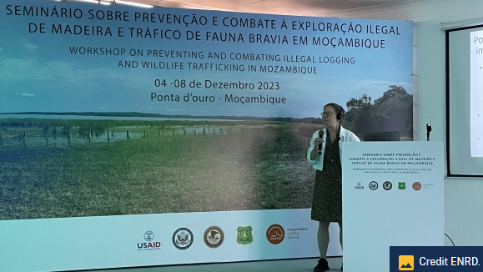 SEMINÁRIO SOBRE PREVENÇÃO E COMBATE À EXPLORAÇÃO ILEGAL
DE MADEIRA E TRÁFICO DE FAUNA BRAVIA EM MOÇAMBIQUE
WORKSHOP ON PREVENTING AND COMBATING ILLEGAL LOGGING
AND WILDLIFE TRAFFICKING IN MOZAMBIQUE
04 -08 de Dezembro 2023
Ponta d'ouro - Moçambique
SEMINÁRIO SOBRE PREVENÇÃO E
COMBATE À EXPLORAÇÃO ILEGAL DE MADEIRA E
TRÁFICO DE FAUNA BRAVIA EM MOÇAMBIQUE
USAID
USAID
Credit ENRD.